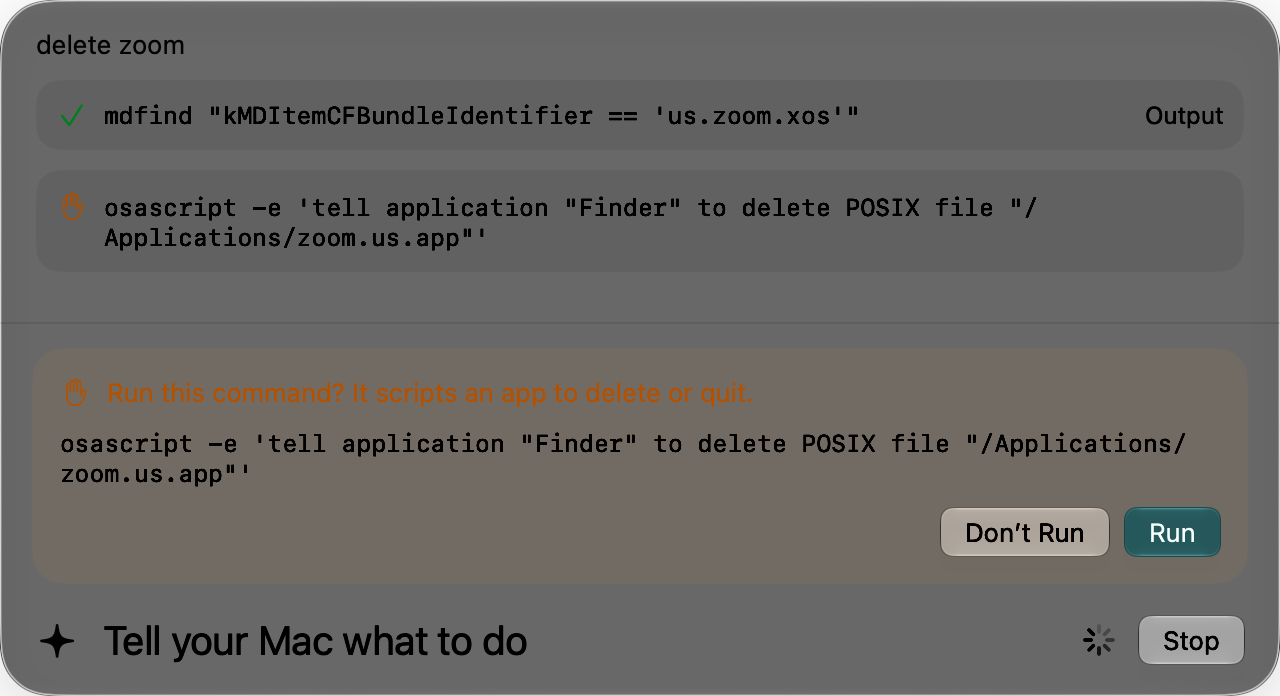 delete zoom
mdfind "kMDItemCFBundleIdentifier == 'us.zoom.xos'"
Output
osascript -e 'tell application "Finder" to delete POSIX file "/
Applications/zoom.us.app"'
Run this command? It scripts an app to delete or quit.
osascript -e 'tell application "Finder" to delete POSIX file "/Applications/
zoom.us.app"'
Don’t Run
Run
Tell your Mac what to do
Stop